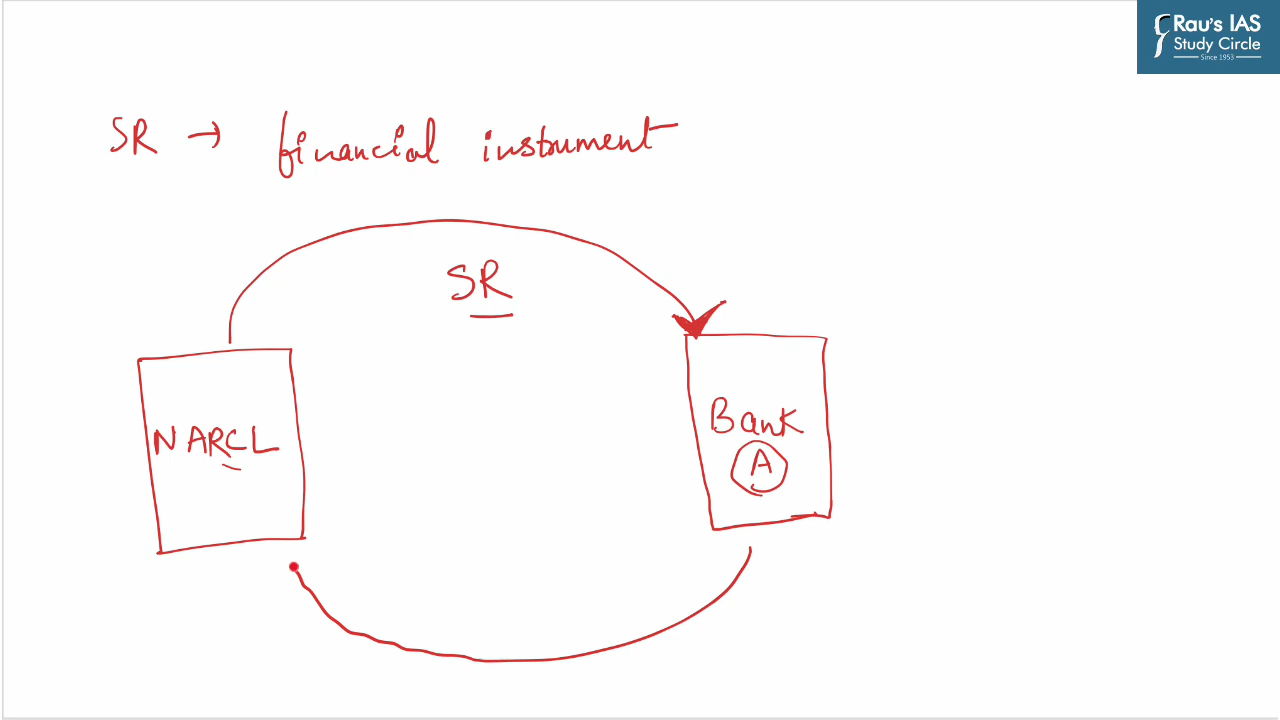 Rau's IAS
Study Circle
Since 1953
SR → financial instrument
SR
NARCL
Bank
A